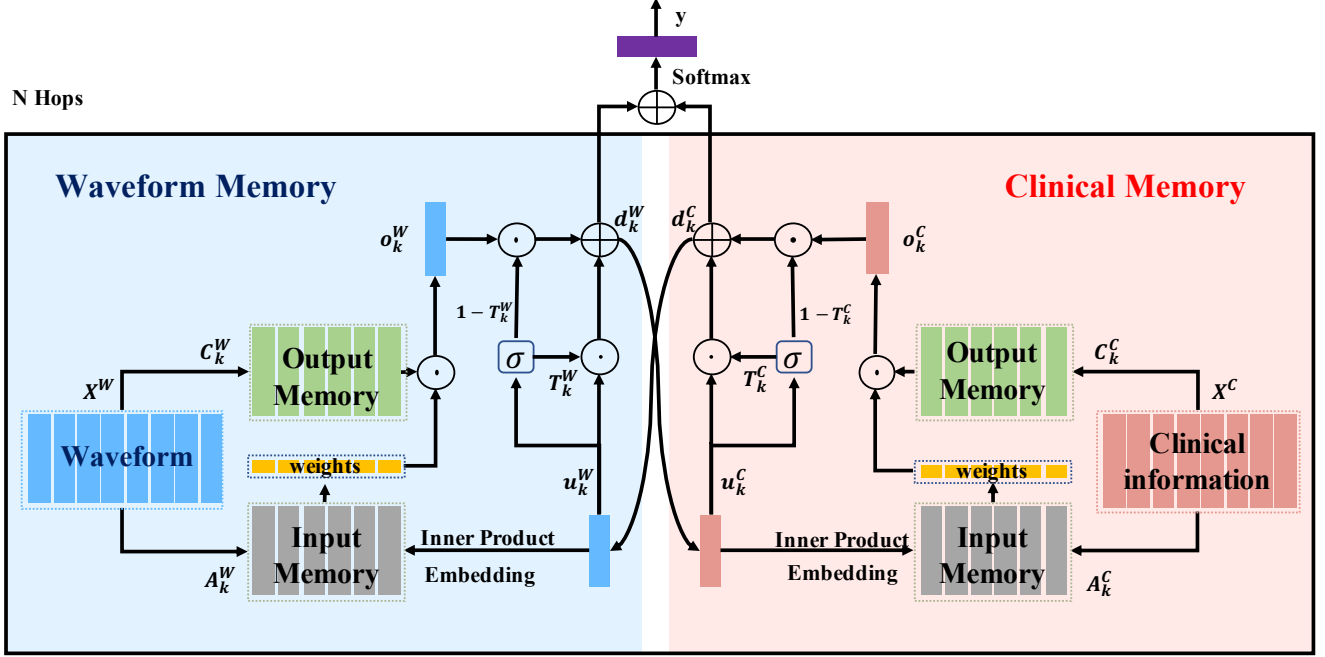 y
Softmax
N Hops
Waveform Memory
Clinical Memory
$o_k^W$
$d_k^W$
$d_k^C$
$o_k^C$
$1 - T_k^W$
$1 - T_k^C$
$C_k^W$
Output
Memory
σ
$T_k^W$
$T_k^C$
σ
Output
Memory
$C_k^C$
$X^W$
$X^C$
Waveform
weights
$u_k^W$
$u_k^C$
weights
Clinical
information
Input
Memory
Inner Product
Embedding
Inner Product
Embedding
Input
Memory
$A_k^W$
$A_k^C$